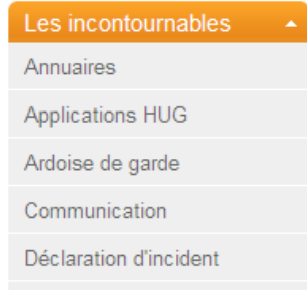 Les incontournables
Annuaires
Applications HUG
Ardoise de garde
Communication
Déclaration d'incident